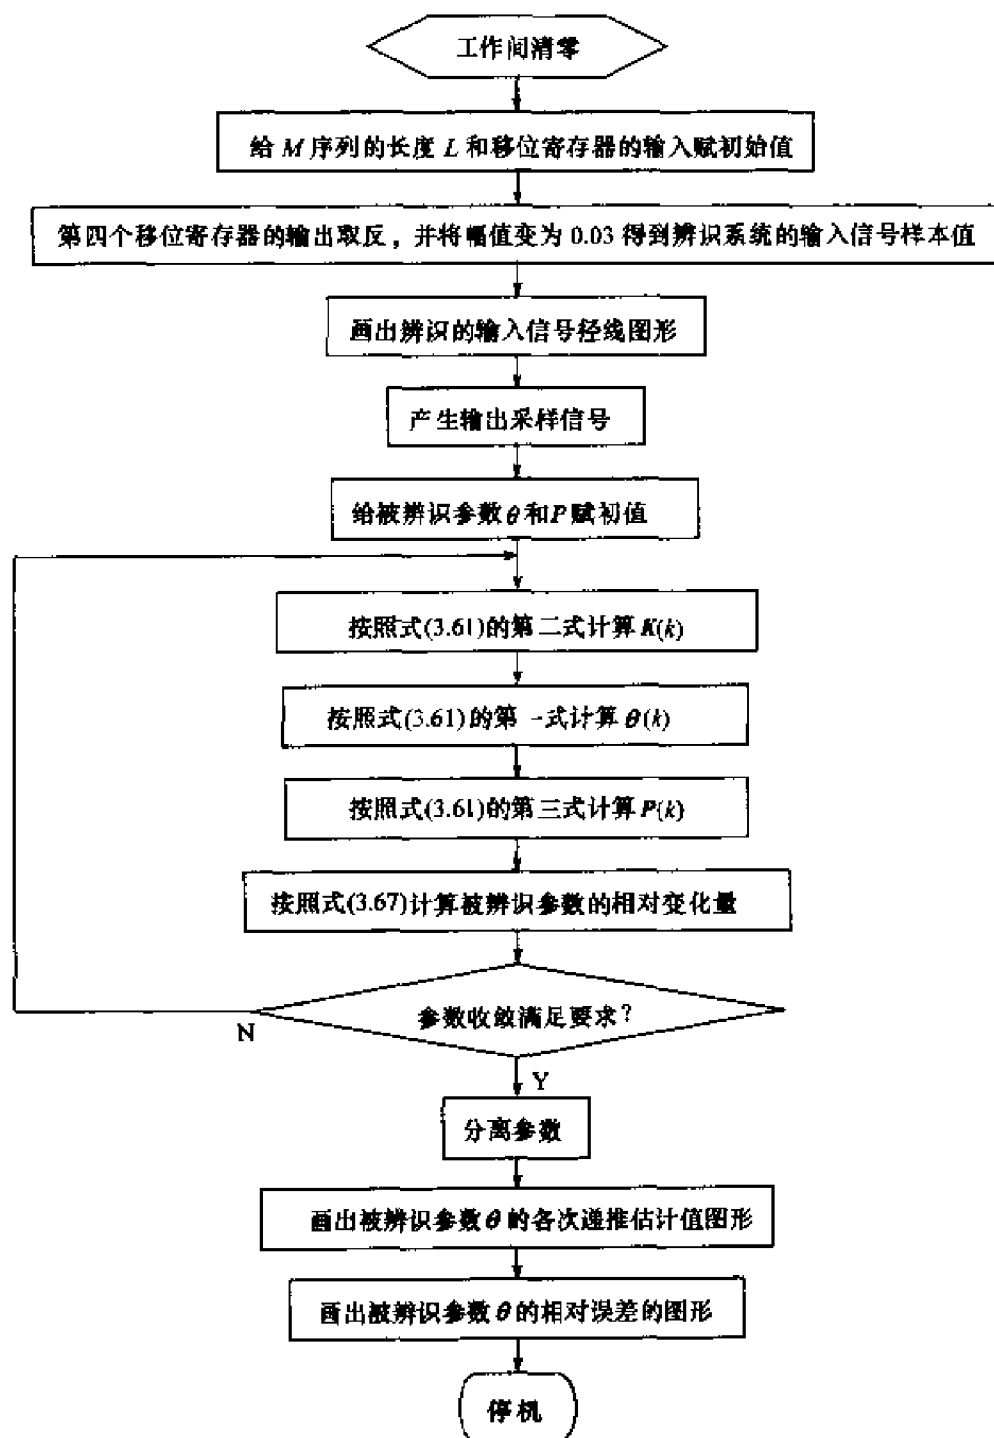 工作间清零
给 M 序列的长度 L 和移位寄存器的输入赋初始值
第四个移位寄存器的输出取反，并将幅值变为 0.03 得到辨识系统的输入信号样本值
画出辨识的输入信号径线图形
产生输出采样信号
给被辨识参数 θ 和 P 赋初值
按照式(3.61)的第二式计算 K(k)
按照式(3.61)的第一式计算 θ(k)
按照式(3.61)的第三式计算 P(k)
按照式(3.67)计算被辨识参数的相对变化量
参数收敛满足要求?
N
Y
分离参数
画出被辨识参数 θ 的各次递推估计值图形
画出被辨识参数 θ 的相对误差的图形
停机